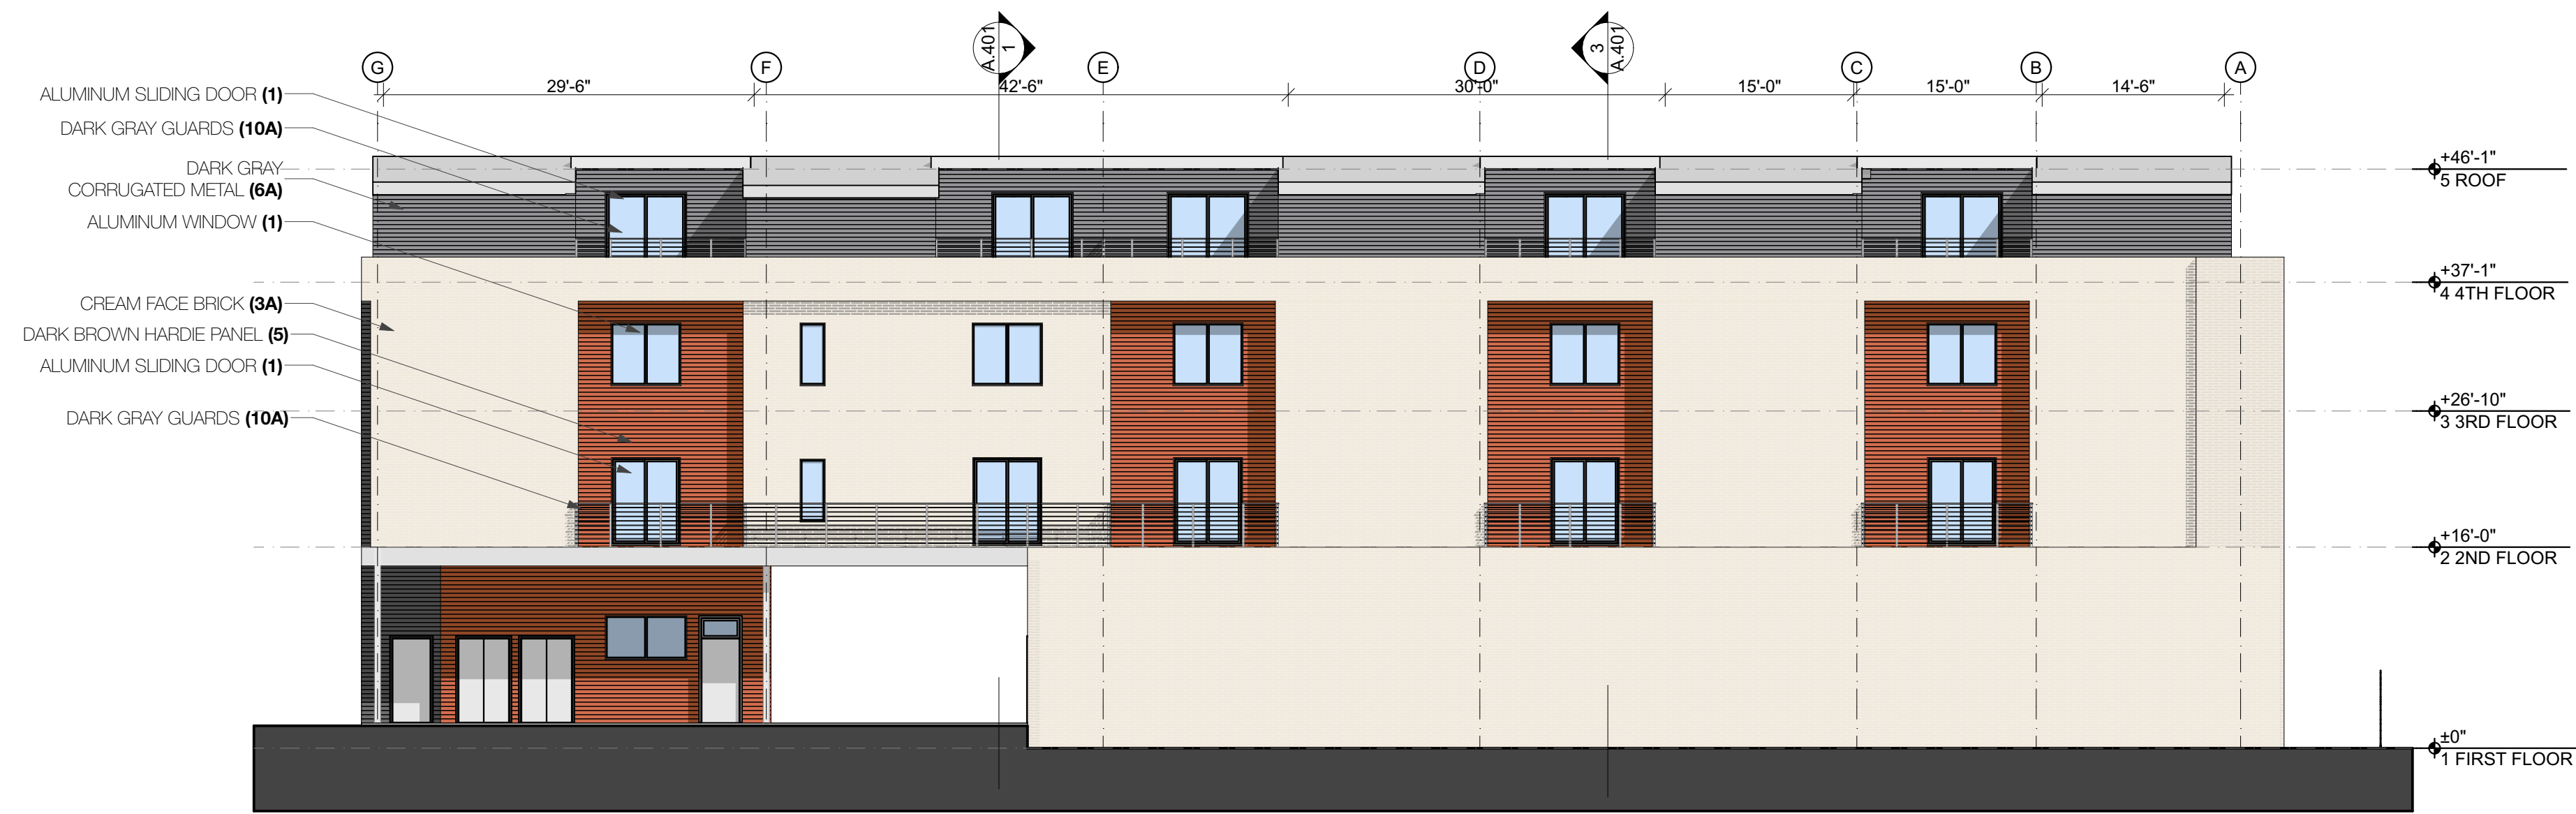 A.401
1
3
A.401
G
F
E
D
C
B
A
29'-6"
42'-6"
30'-0"
15'-0"
15'-0"
14'-6"
ALUMINUM SLIDING DOOR (1)
DARK GRAY GUARDS (10A)
DARK GRAY
CORRUGATED METAL (6A)
ALUMINUM WINDOW (1)
CREAM FACE BRICK (3A)
DARK BROWN HARDIE PANEL (5)
ALUMINUM SLIDING DOOR (1)
DARK GRAY GUARDS (10A)
+46'-1"
5 ROOF
+37'-1"
4 4TH FLOOR
+26'-10"
3 3RD FLOOR
+16'-0"
2 2ND FLOOR
±0"
1 FIRST FLOOR